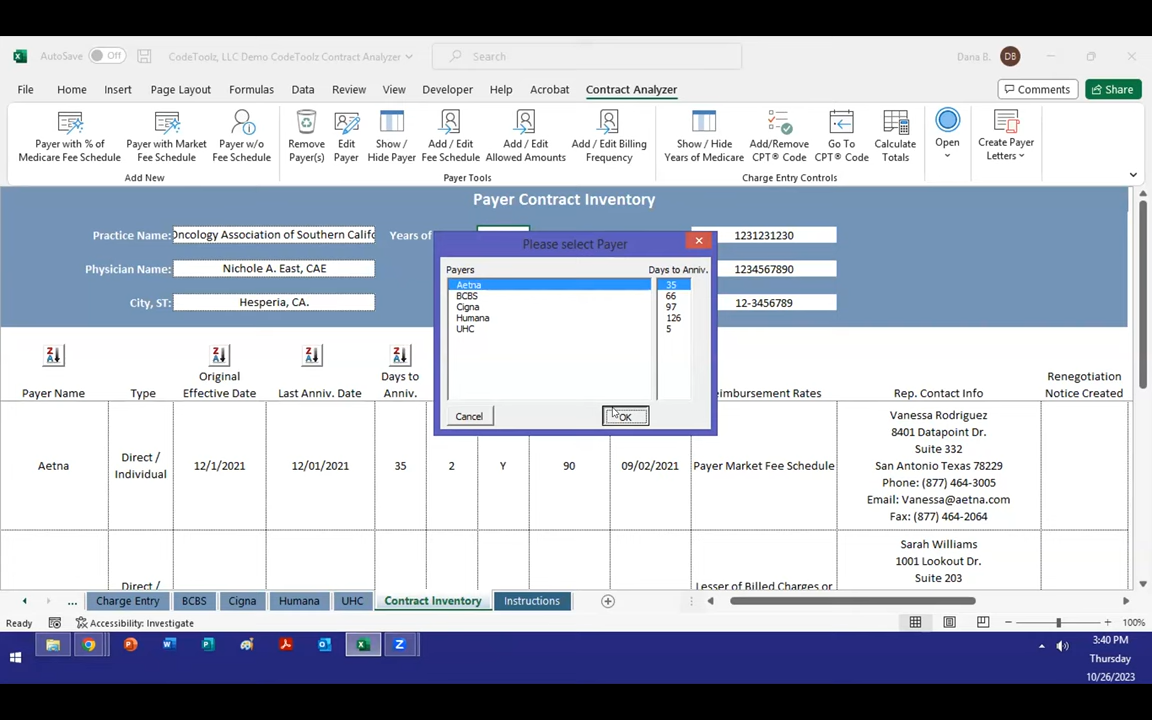 AutoSave Off CodeToolz, LLC Demo CodeToolz Contract Analyzer Search Dana B. DB
File Home Insert Page Layout Formulas Data Review View Developer Help Acrobat Contract Analyzer Comments Share
Payer with % of Medicare Fee Schedule
Payer with Market Fee Schedule
Payer w/o Fee Schedule
Remove Payer(s)
Edit Payer
Show / Hide Payer
Add / Edit Fee Schedule
Add / Edit Allowed Amounts
Add / Edit Billing Frequency
Show / Hide Years of Medicare
Add/Remove CPT® Code
Go To CPT® Code
Calculate Totals
Open
Create Payer Letters
Add New Payer Tools Charge Entry Controls
Payer Contract Inventory
Practice Name: Oncology Association of Southern Califo Years of 1231231230
Physician Name: Nichole A. East, CAE 1234567890
City, ST: Hesperia, CA. 12-3456789
Please select Payer
Payers Days to Anniv.
Aetna 35
BCBS 66
Cigna 97
Humana 126
UHC 5
Cancel OK
Payer Name
Type
Original Effective Date
Last Anniv. Date
Days to Anniv.
eimbursement Rates
Rep. Contact Info
Renegotiation Notice Created
Aetna
Direct / Individual
12/1/2021
12/01/2021
35
2
Y
90
09/02/2021
Payer Market Fee Schedule
Vanessa Rodriguez
8401 Datapoint Dr.
Suite 332
San Antonio Texas 78229
Phone: (877) 464-3005
Email: Vanessa@aetna.com
Fax: (877) 464-2064
Direct /
Lesser of Billed Charges or
Sarah Williams
1001 Lookout Dr.
Suite 203
... Charge Entry BCBS Cigna Humana UHC Contract Inventory Instructions
Ready Accessibility: Investigate 100%
3:40 PM
Thursday
10/26/2023